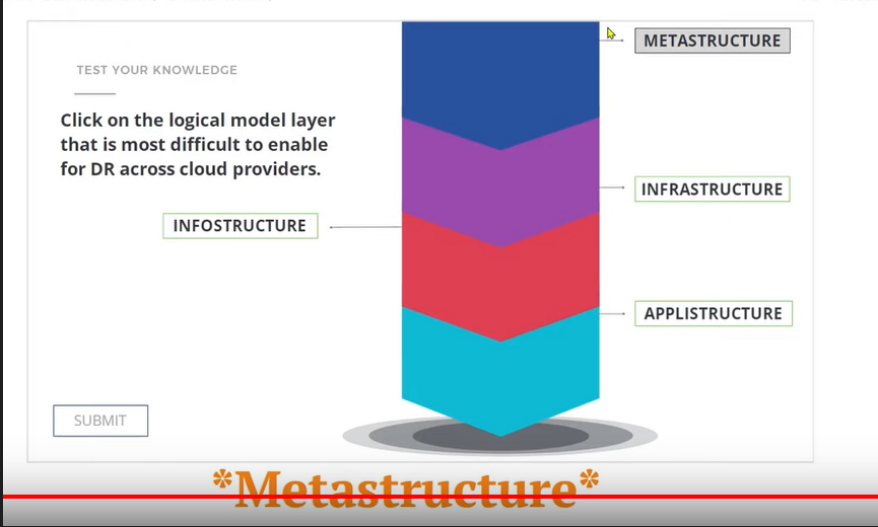 TEST YOUR KNOWLEDGE
Click on the logical model layer
that is most difficult to enable
for DR across cloud providers.
METASTRUCTURE
INFRASTRUCTURE
INFOSTRUCTURE
APPLISTRUCTURE
SUBMIT
*Metastructure*